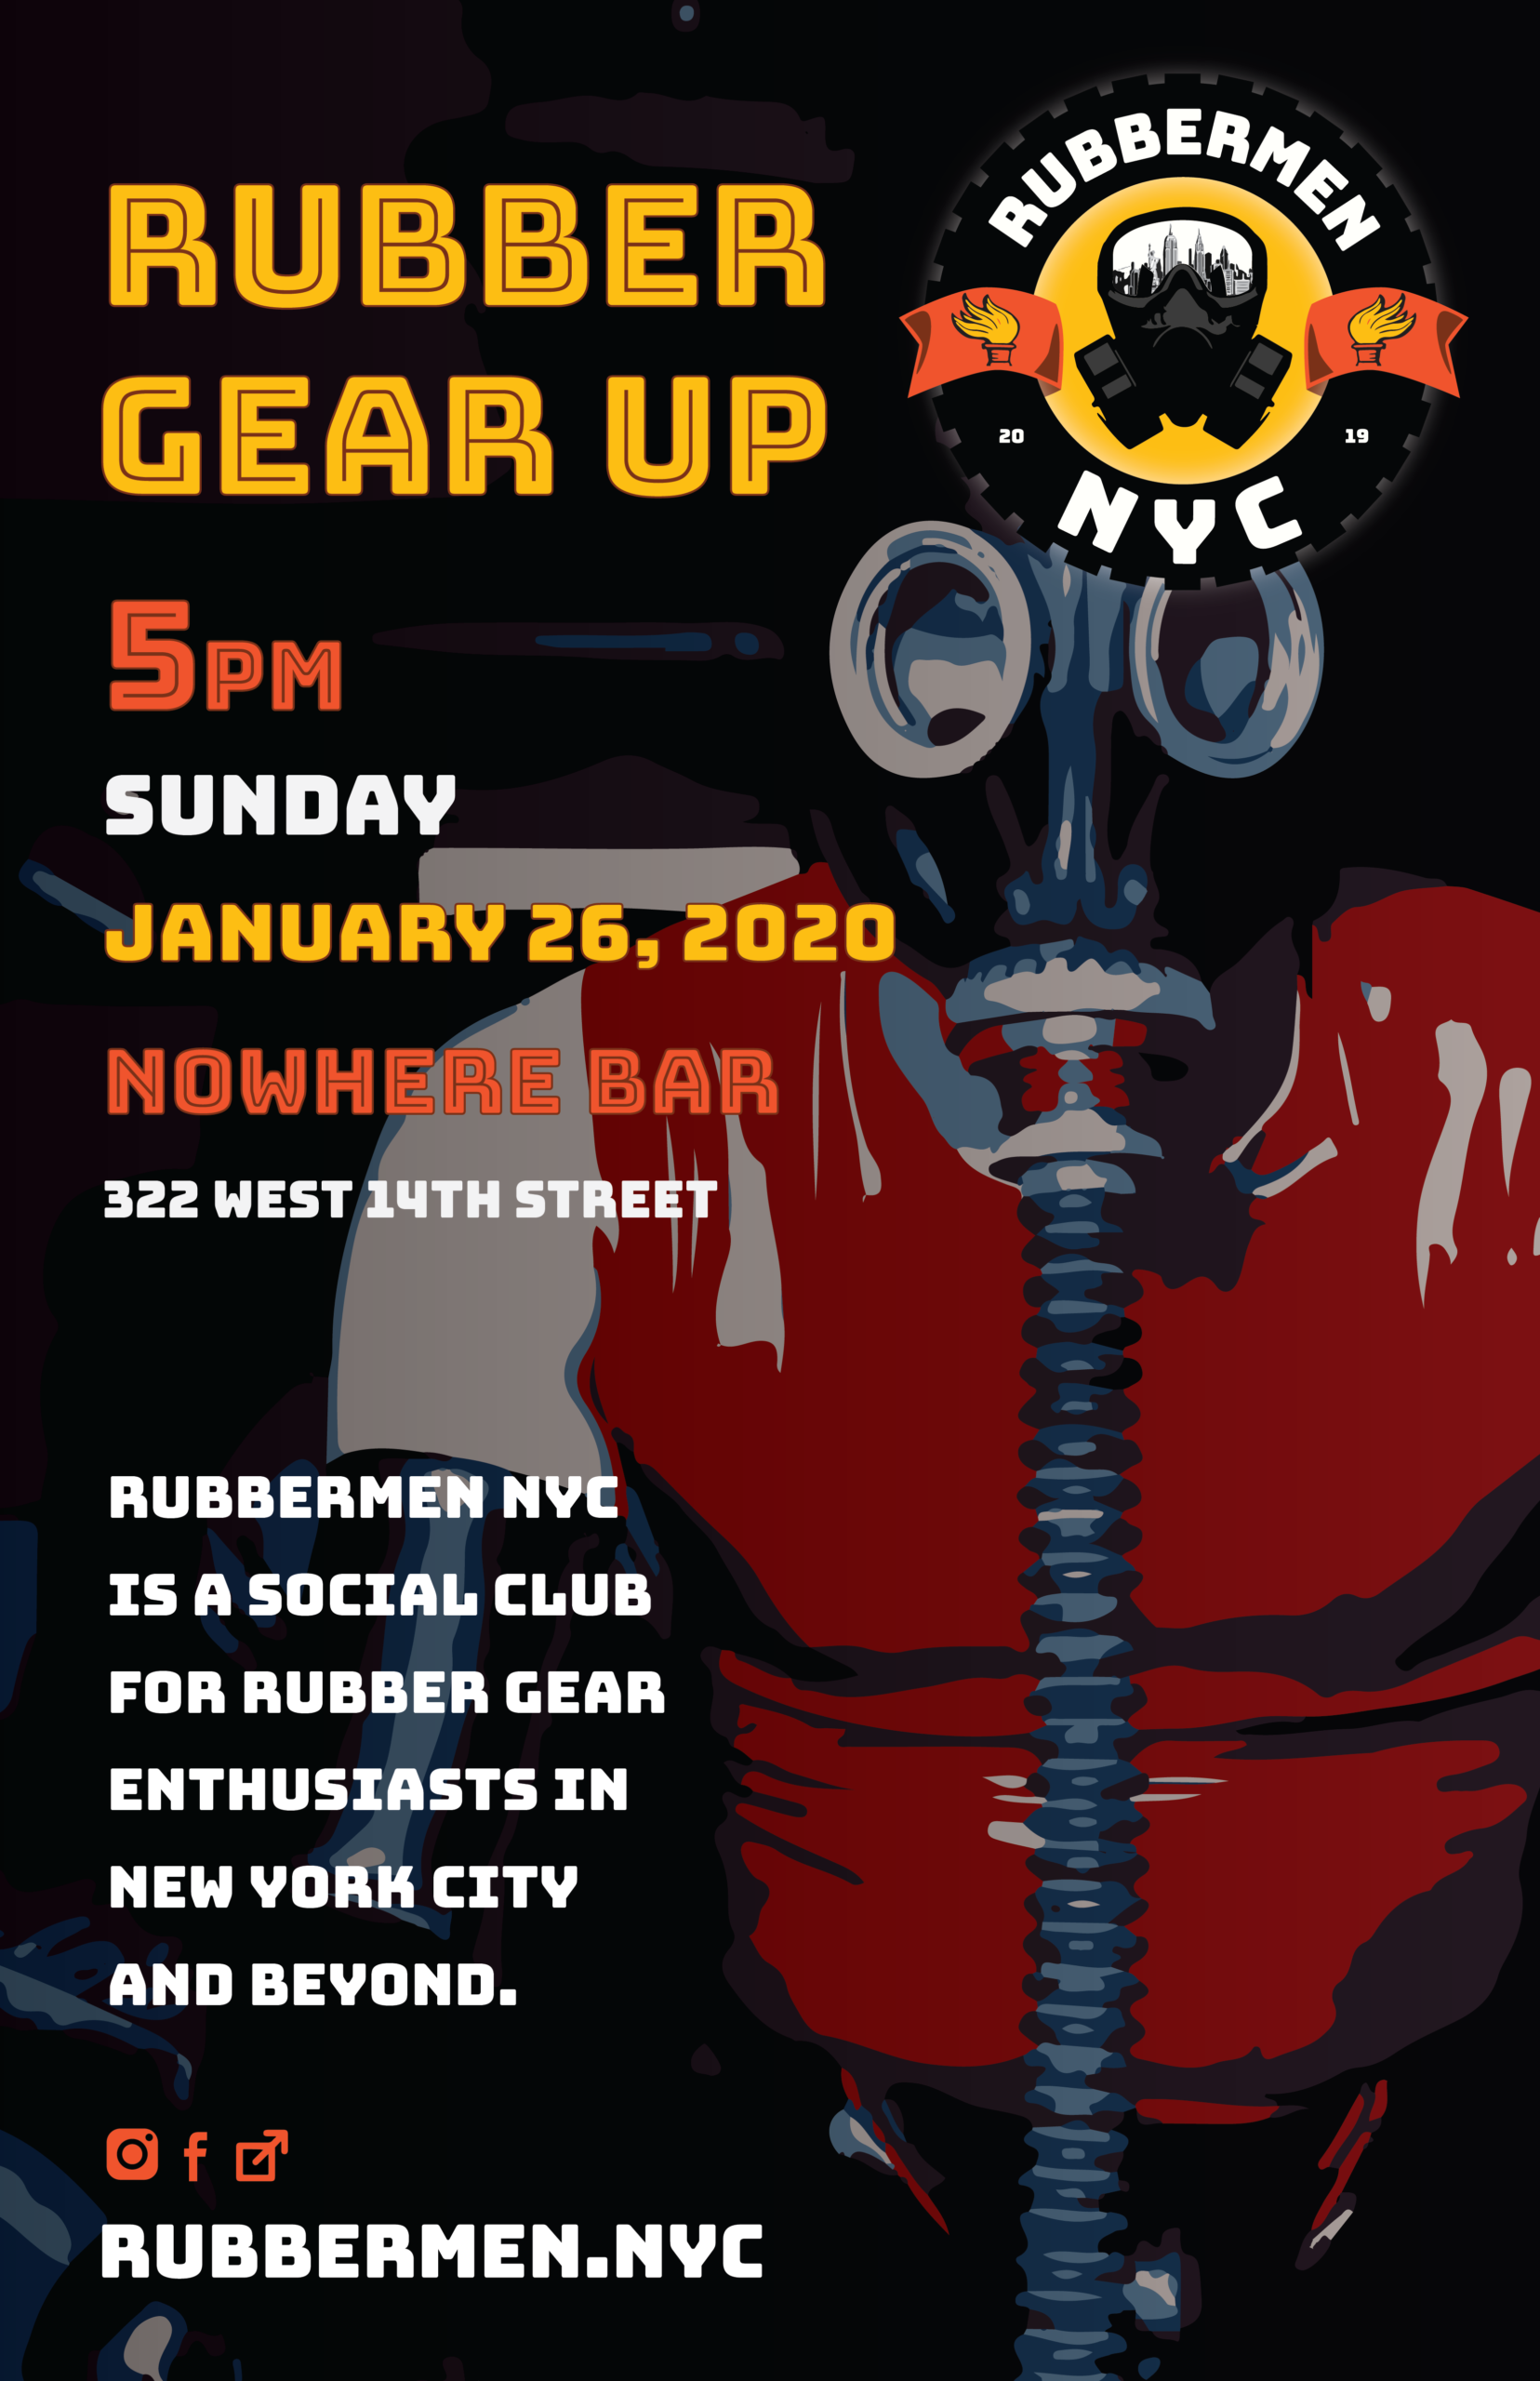 RUBBER
GEAR UP
RUBBERMEN
20 19
NYC
5PM
SUNDAY
JANUARY 26, 2020
NOWHERE BAR
322 WEST 14TH STREET
RUBBERMEN NYC
IS A SOCIAL CLUB
FOR RUBBER GEAR
ENTHUSIASTS IN
NEW YORK CITY
AND BEYOND.
RUBBERMEN.NYC